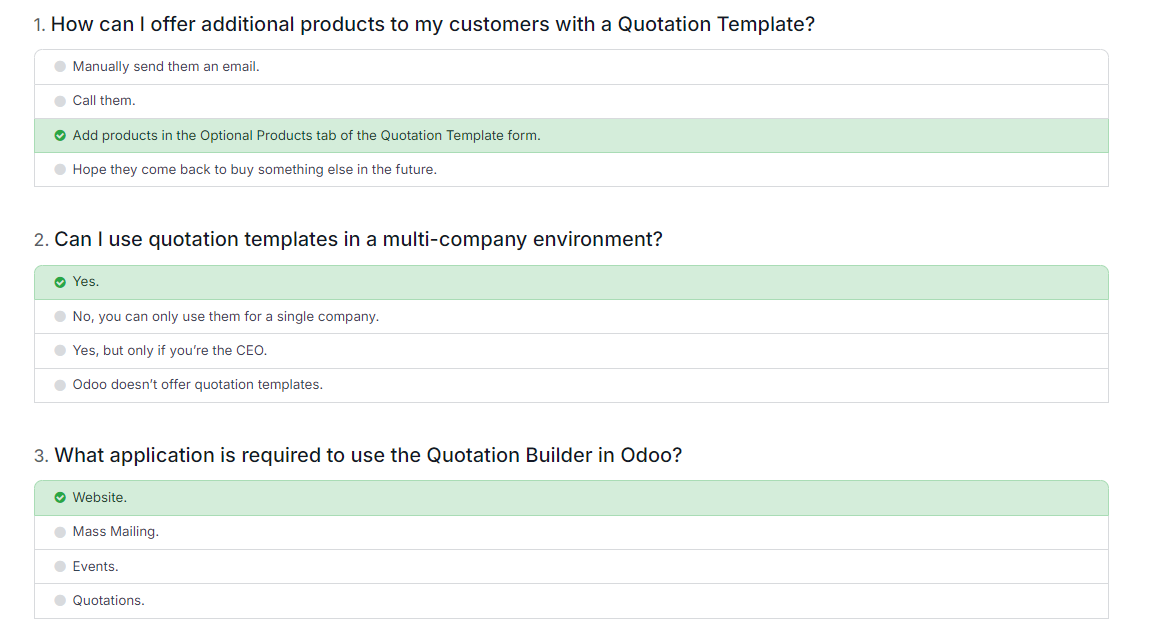 1. How can I offer additional products to my customers with a Quotation Template?
Manually send them an email.
Call them.
Add products in the Optional Products tab of the Quotation Template form.
Hope they come back to buy something else in the future.
2. Can I use quotation templates in a multi-company environment?
Yes.
No, you can only use them for a single company.
Yes, but only if you’re the CEO.
Odoo doesn’t offer quotation templates.
3. What application is required to use the Quotation Builder in Odoo?
Website.
Mass Mailing.
Events.
Quotations.